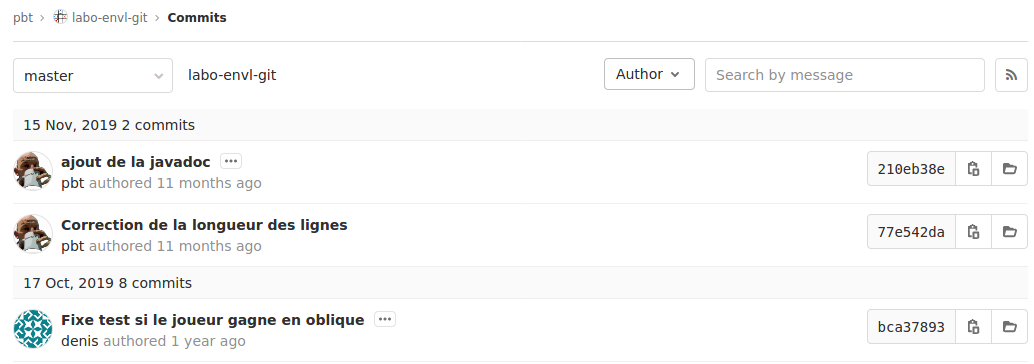 pbt › labo-envl-git › Commits
master labo-envl-git Author Search by message
15 Nov, 2019 2 commits
ajout de la javadoc ···
pbt authored 11 months ago
210eb38e
Correction de la longueur des lignes
pbt authored 11 months ago
77e542da
17 Oct, 2019 8 commits
Fixe test si le joueur gagne en oblique ···
denis authored 1 year ago
bca37893